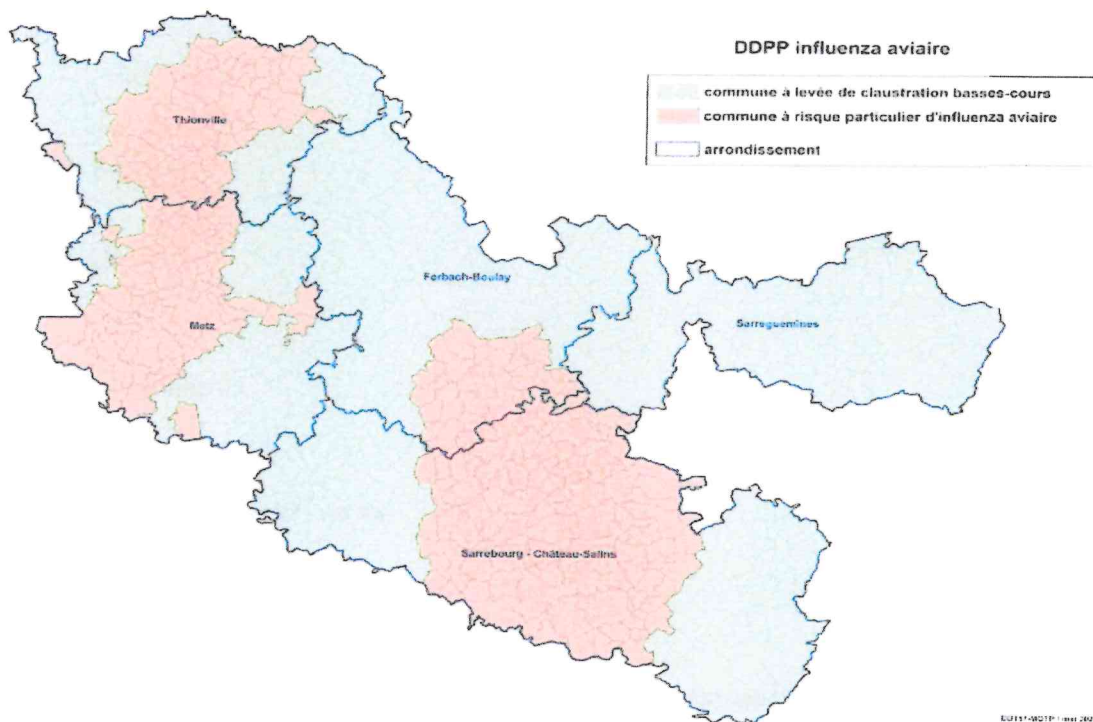 DDPP influenza aviaire
commune à levée de claustration basses-cours
commune à risque particulier d'influenza aviaire
arrondissement
Thionville
Forbach-Boulay
Metz
Sarreguemines
Sarrebourg - Château-Salins